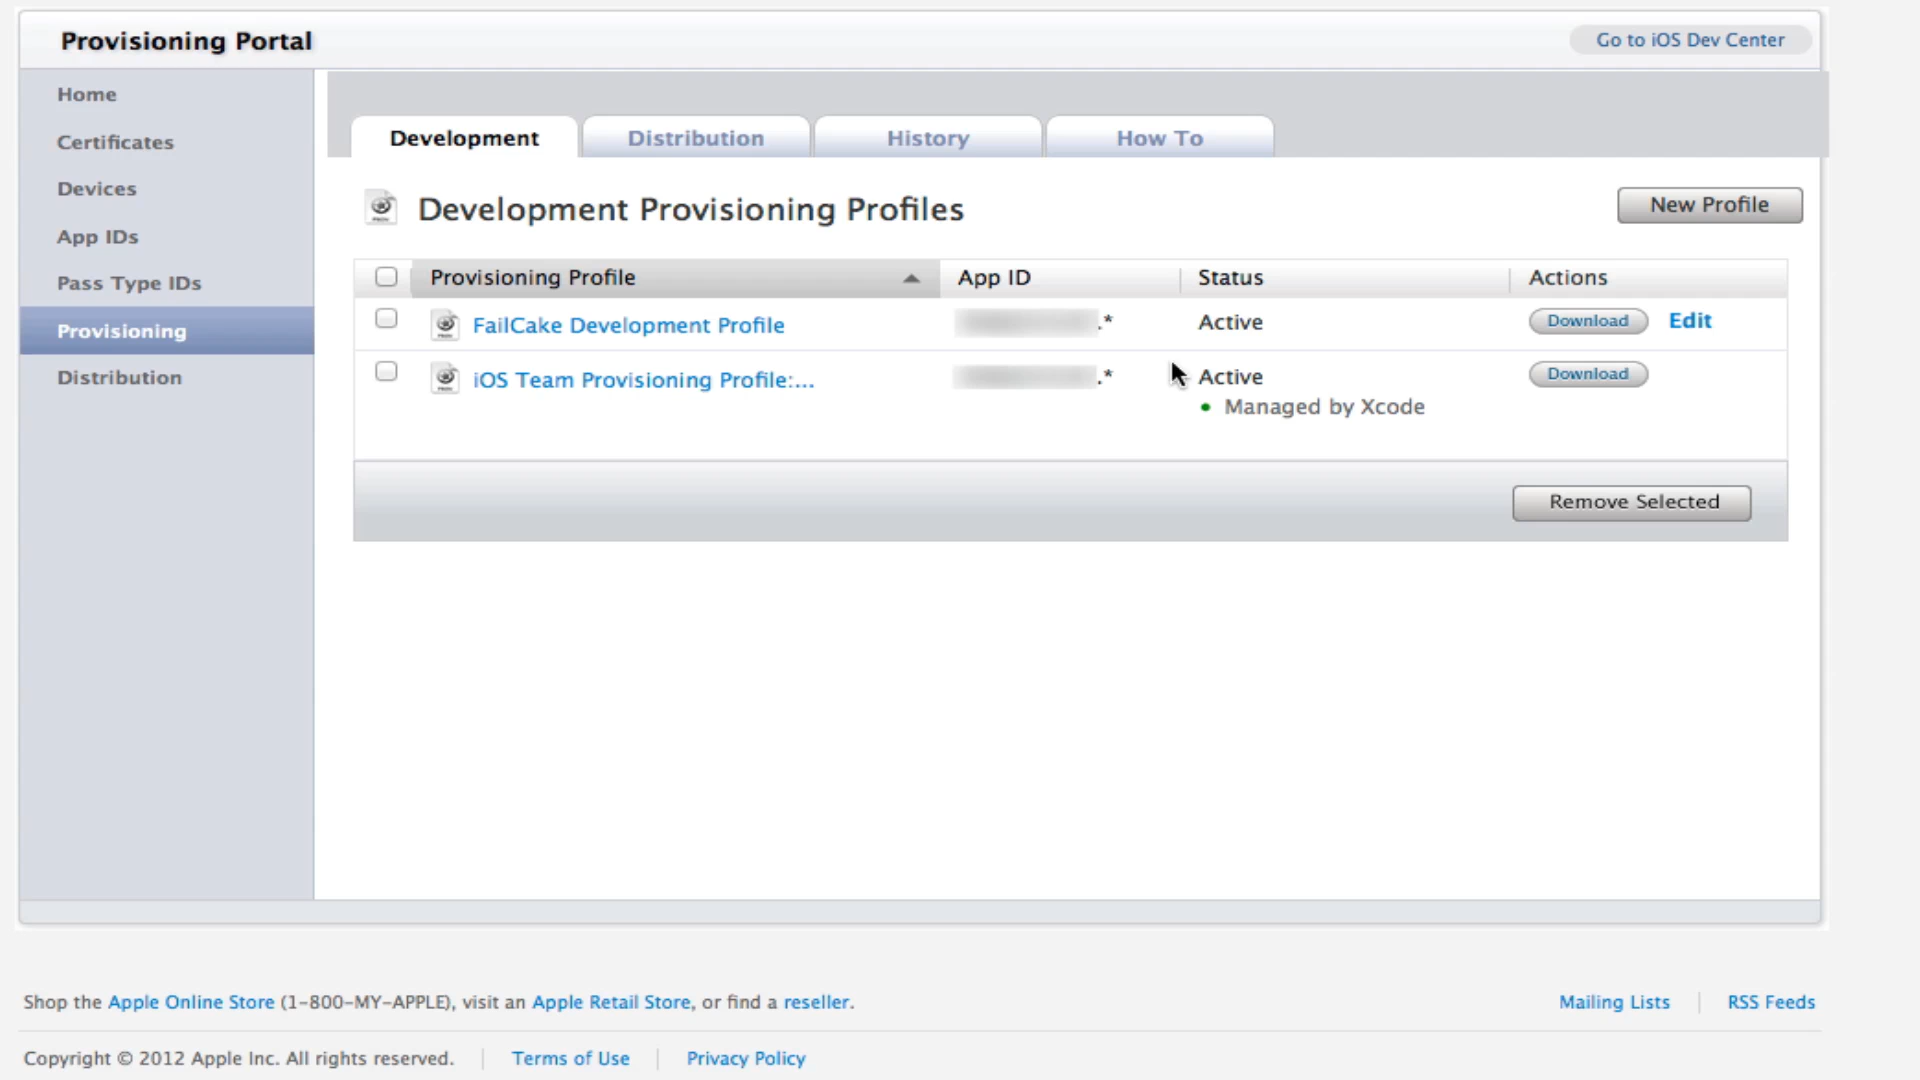 Provisioning Portal
Go to iOS Dev Center
Home
Certificates
Devices
App IDs
Pass Type IDs
Provisioning
Distribution
Development
Distribution
History
How To
Development Provisioning Profiles
New Profile
Provisioning Profile
App ID
Status
Actions
FailCake Development Profile
.*
Active
Download
Edit
iOS Team Provisioning Profile:...
.*
Active
Download
Managed by Xcode
Remove Selected
Shop the Apple Online Store (1-800-MY-APPLE), visit an Apple Retail Store, or find a reseller.
Mailing Lists
RSS Feeds
Copyright © 2012 Apple Inc. All rights reserved.
Terms of Use
Privacy Policy